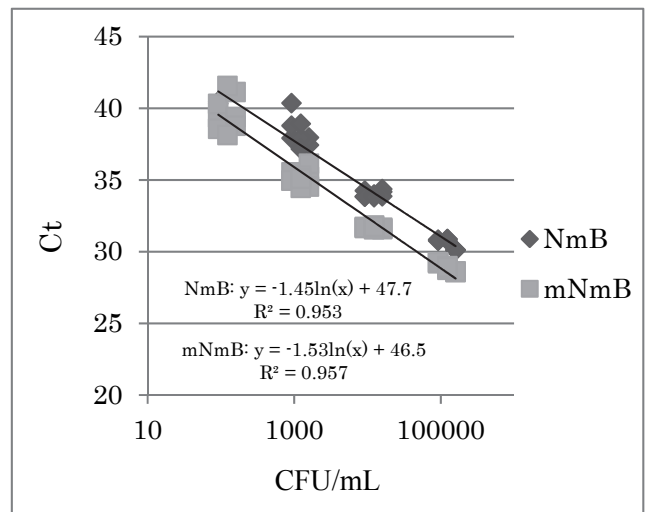 45
40
35
30
25
20
Ct
NmB: y = -1.45ln(x) + 47.7
R² = 0.953
mNmB: y = -1.53ln(x) + 46.5
R² = 0.957
NmB
mNmB
10 1000 100000
CFU/mL